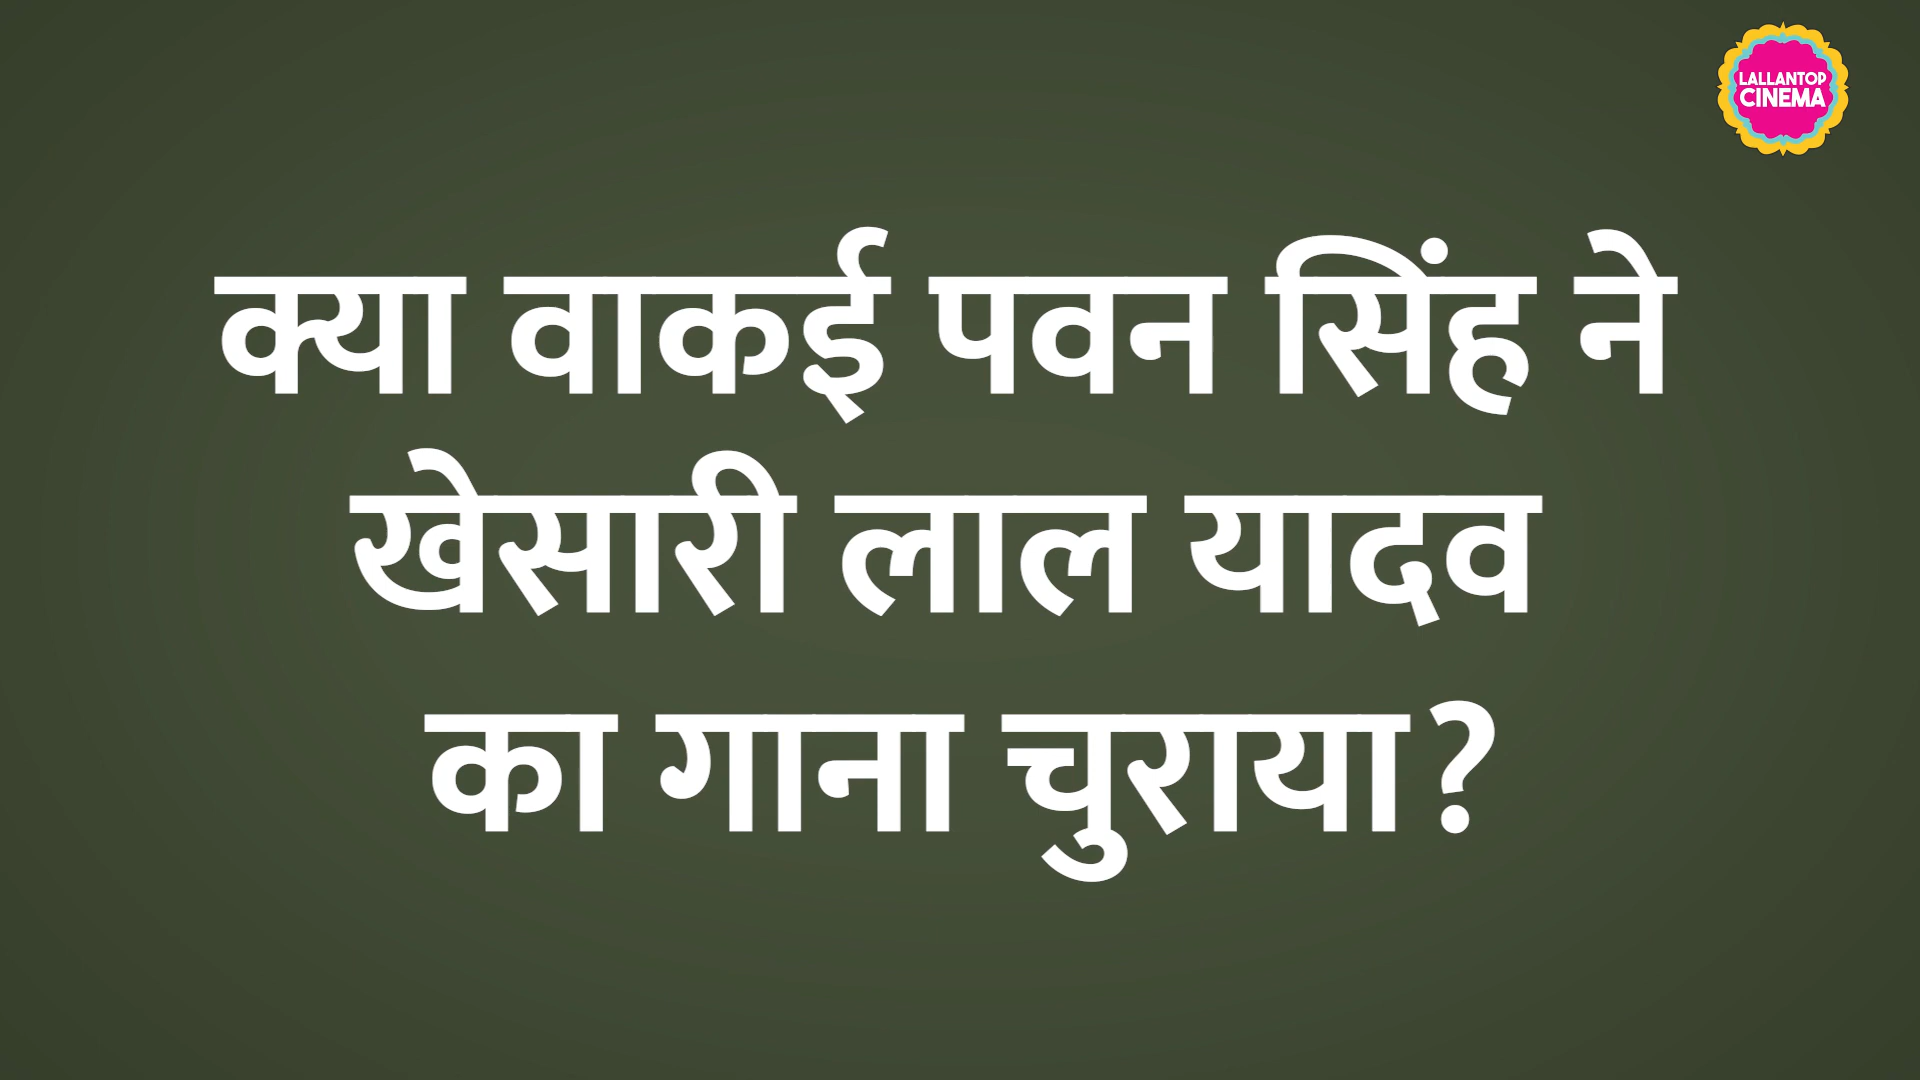 LALLANTOP
CINEMA
क्या वाकई पवन सिंह ने
खेसारी लाल यादव
का गाना चुराया?